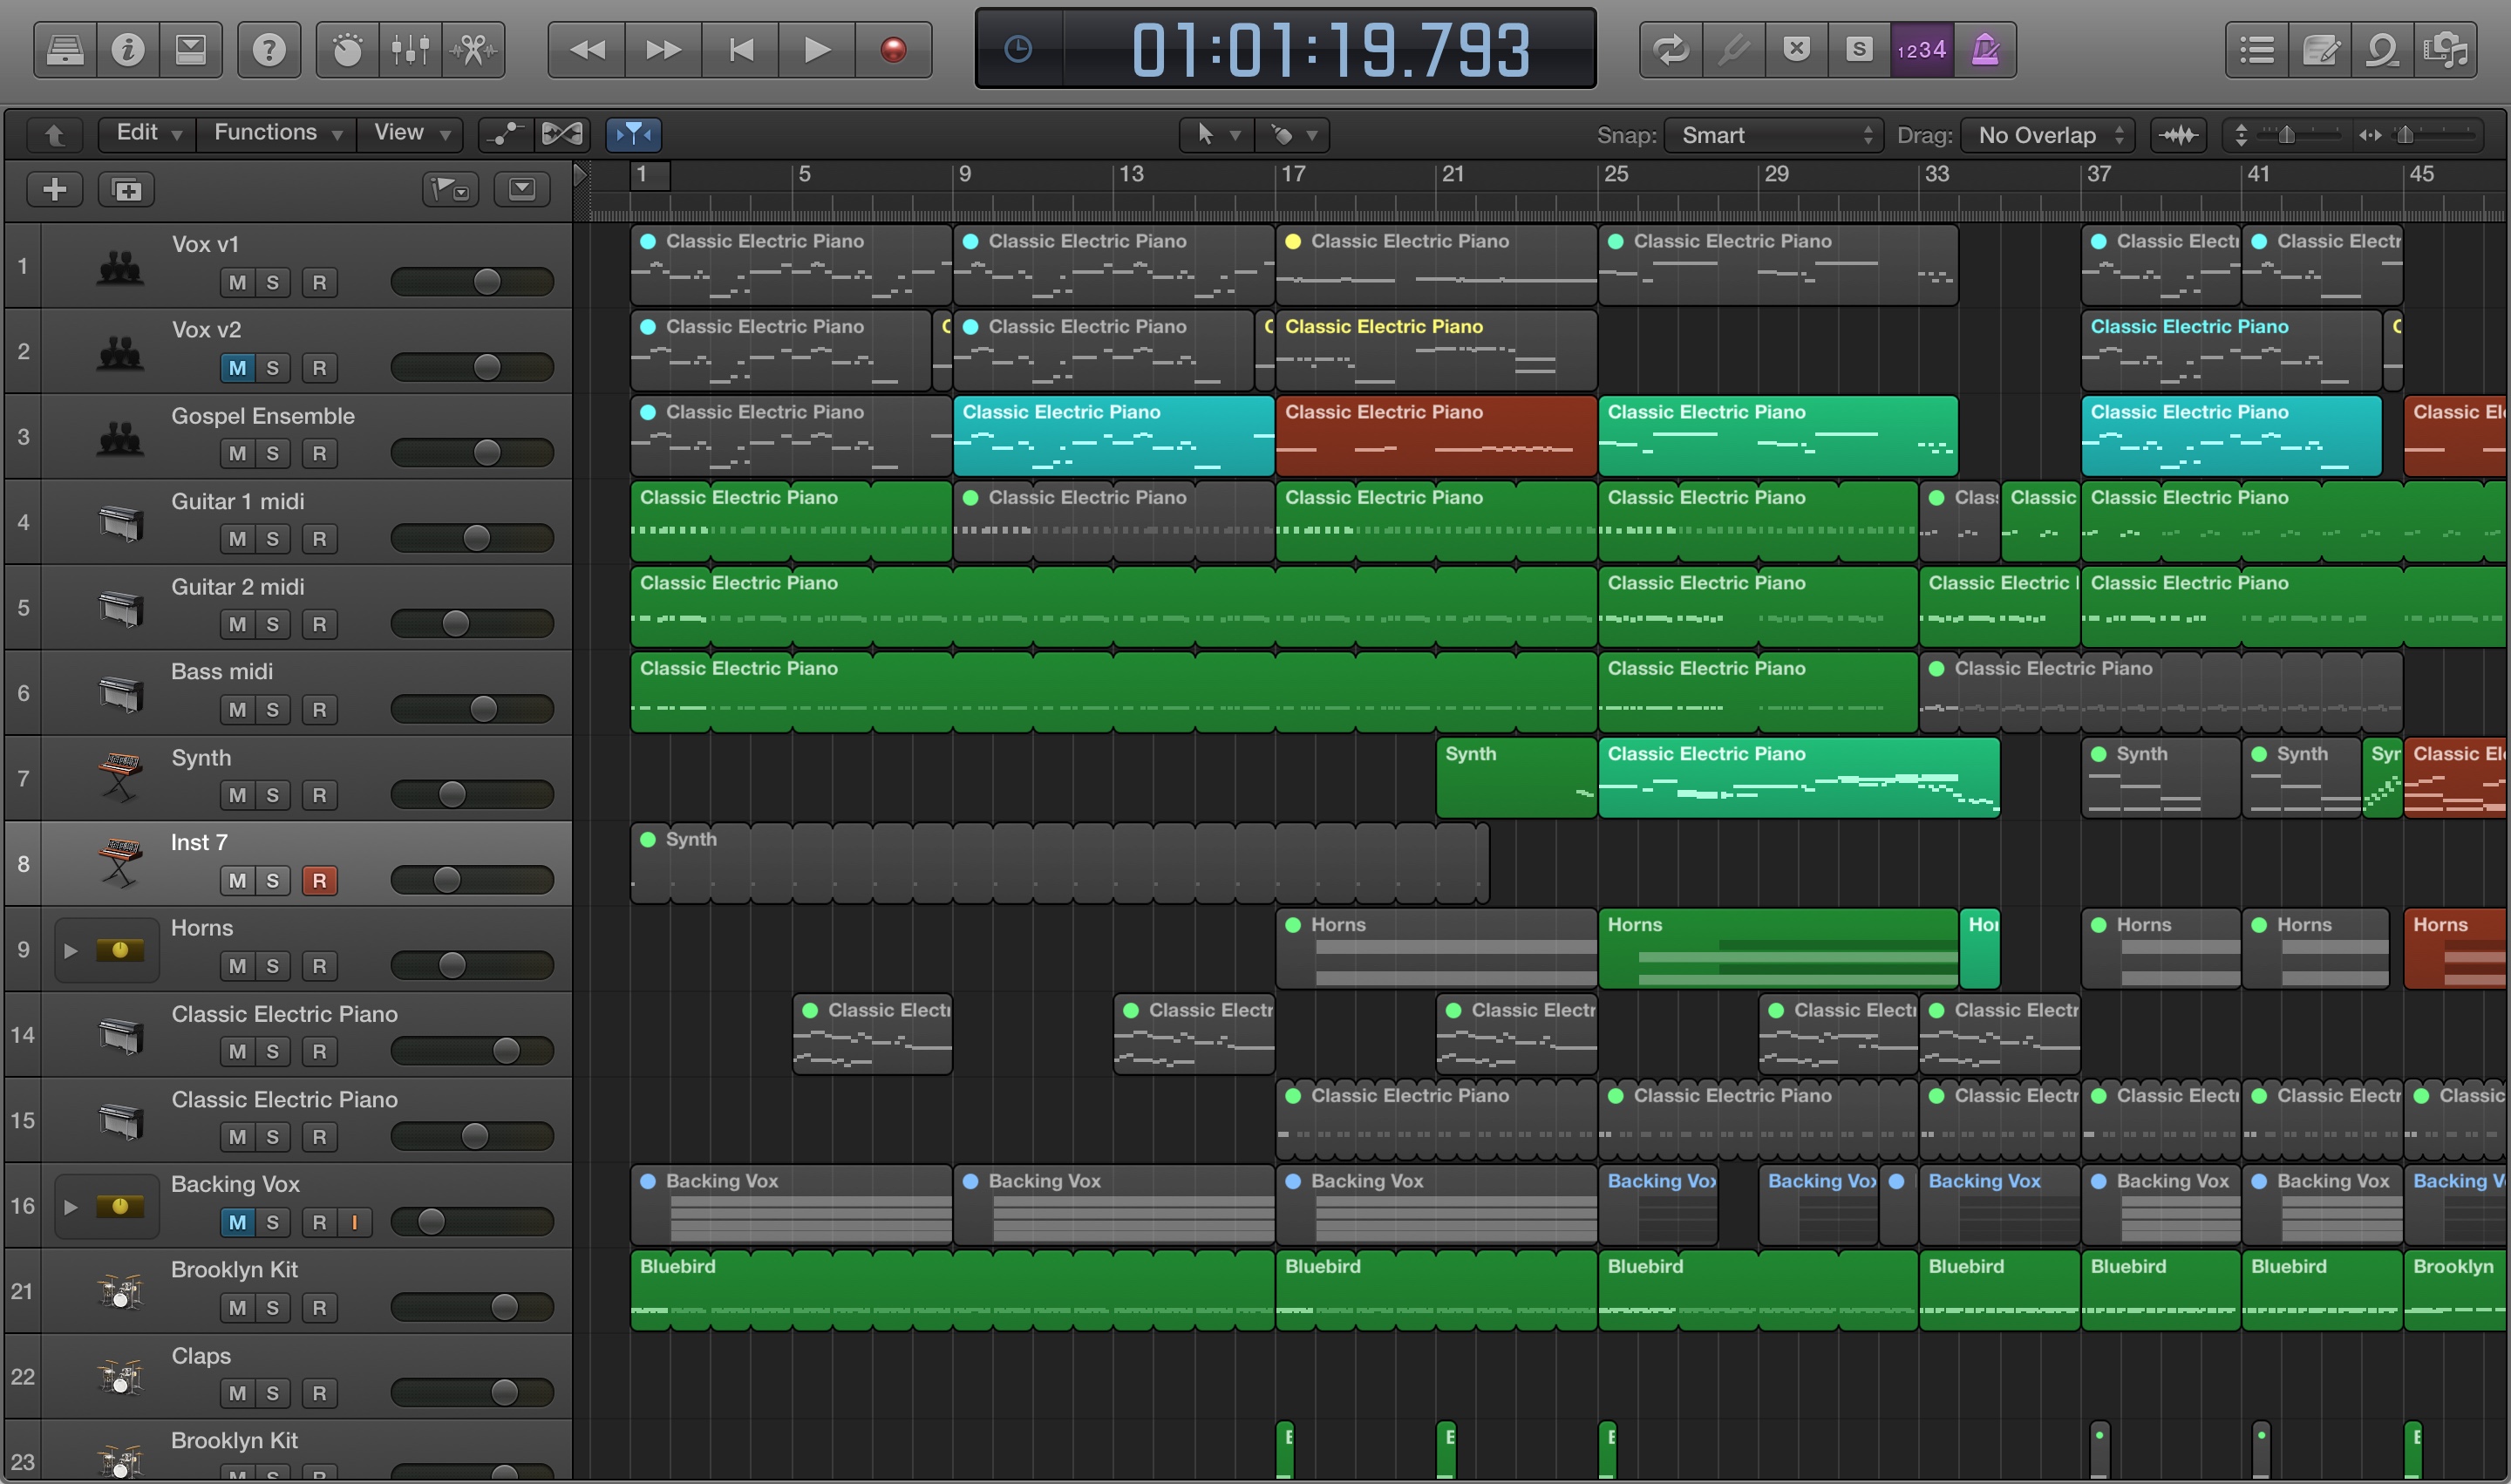 01:01:19.793
S 1234
Edit Functions View Snap: Smart Drag: No Overlap
1 5 9 13 17 21 25 29 33 37 41 45
1 Vox v1
M S R
Classic Electric Piano Classic Electric Piano Classic Electric Piano Classic Electric Piano Classic Electr Classic Electr
2 Vox v2
M S R
Classic Electric Piano Classic Electric Piano Classic Electric Piano Classic Electric Piano
3 Gospel Ensemble
M S R
Classic Electric Piano Classic Electric Piano Classic Electric Piano Classic Electric Piano Classic Electric Piano Classic El
4 Guitar 1 midi
M S R
Classic Electric Piano Classic Electric Piano Classic Electric Piano Classic Electric Piano Clas Classic Classic Electric Piano
5 Guitar 2 midi
M S R
Classic Electric Piano Classic Electric Piano Classic Electric Classic Electric Piano
6 Bass midi
M S R
Classic Electric Piano Classic Electric Piano Classic Electric Piano
7 Synth
M S R
Synth Classic Electric Piano Synth Synth Syn Classic El
8 Inst 7
M S R
Synth
9 Horns
M S R
Horns Horns Hor Horns Horns Horns
14 Classic Electric Piano
M S R
Classic Electr Classic Electr Classic Electr Classic Electr Classic Electr
15 Classic Electric Piano
M S R
Classic Electric Piano Classic Electric Piano Classic Electr Classic Electr Classic Electr Classic
16 Backing Vox
M S R I
Backing Vox Backing Vox Backing Vox Backing Vox Backing Vox Backing Vox Backing Vox Backing Vox Backing V
21 Brooklyn Kit
M S R
Bluebird Bluebird Bluebird Bluebird Bluebird Bluebird Brooklyn
22 Claps
M S R
23 Brooklyn Kit
M S R